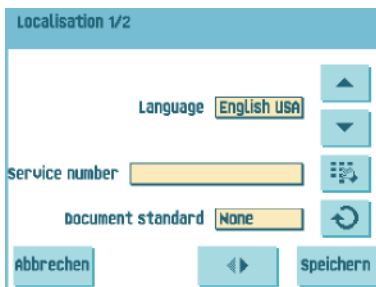 Localisation 1/2
Language English USA
Service number
Document standard None
Abbrechen Speichern